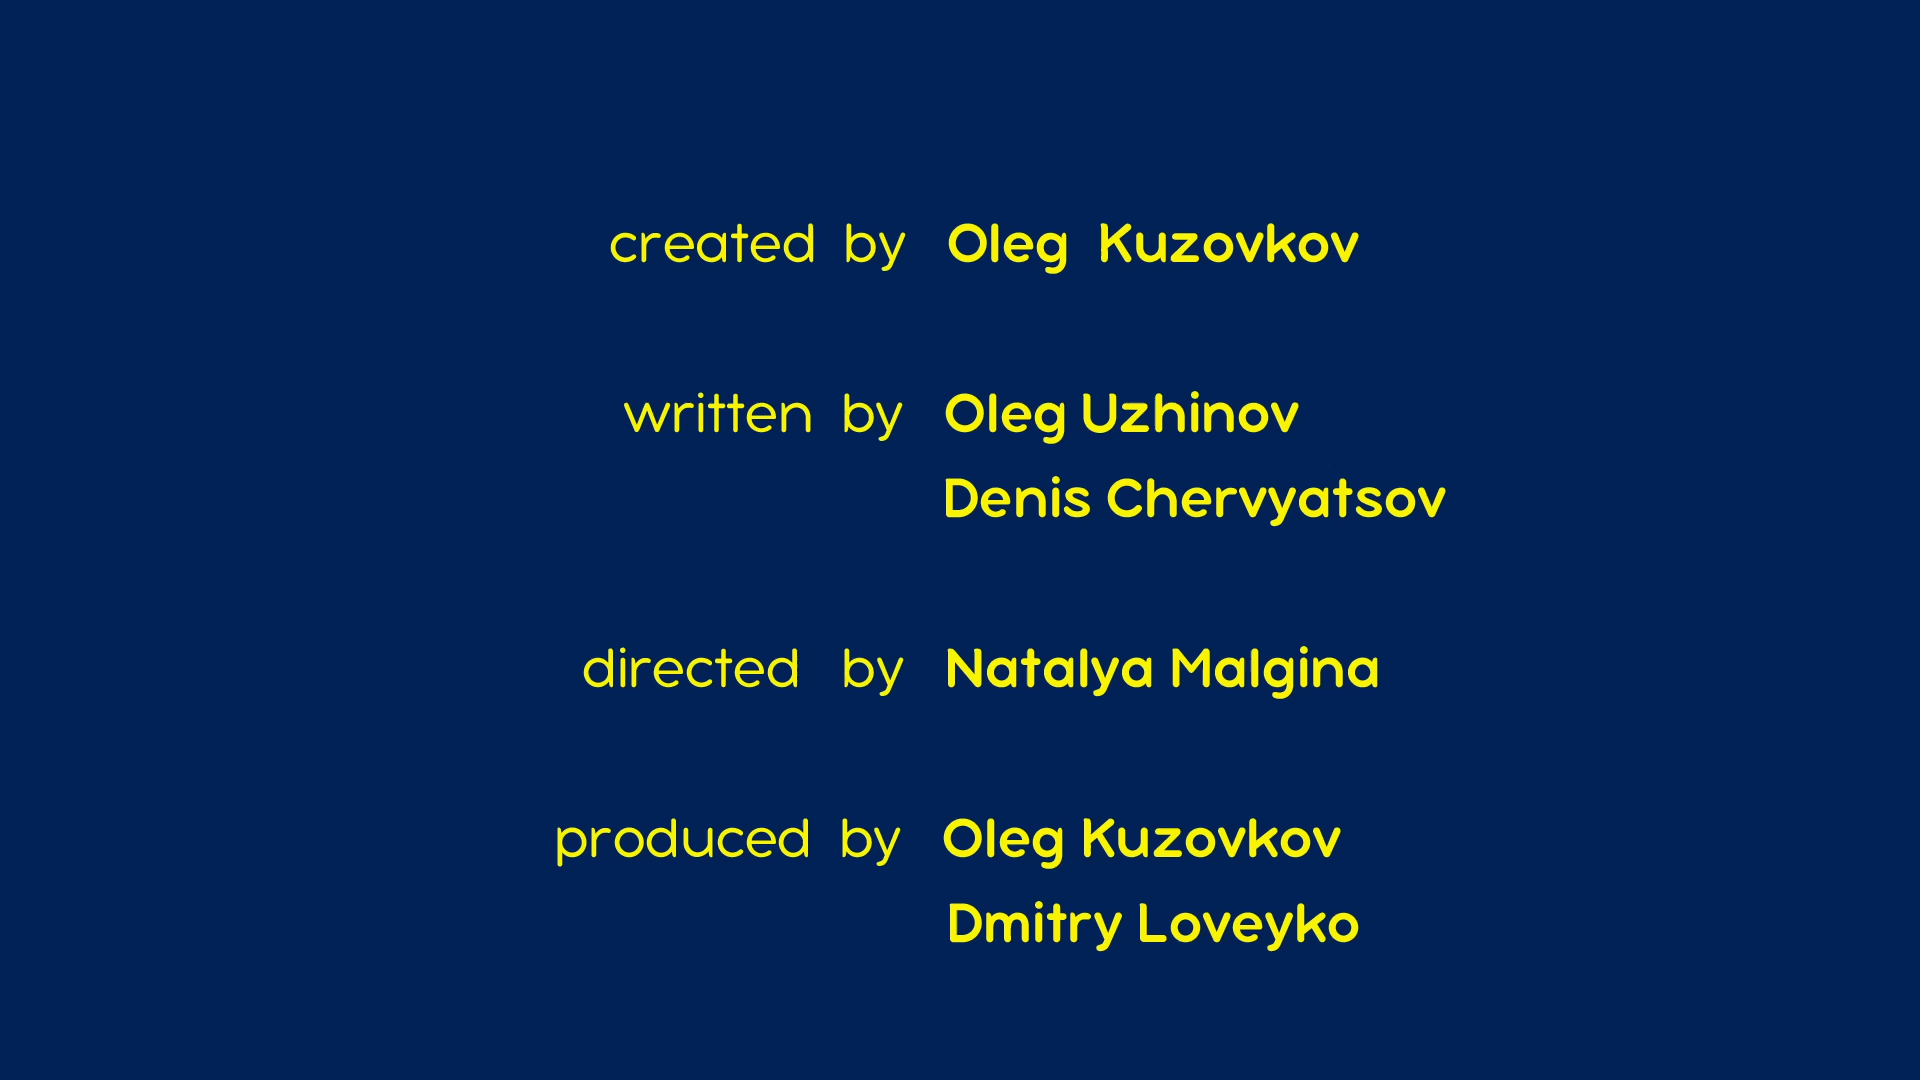 created by Oleg Kuzovkov
written by Oleg Uzhinov
Denis Chervyatsov
directed by Natalya Malgina
produced by Oleg Kuzovkov
Dmitry Loveyko